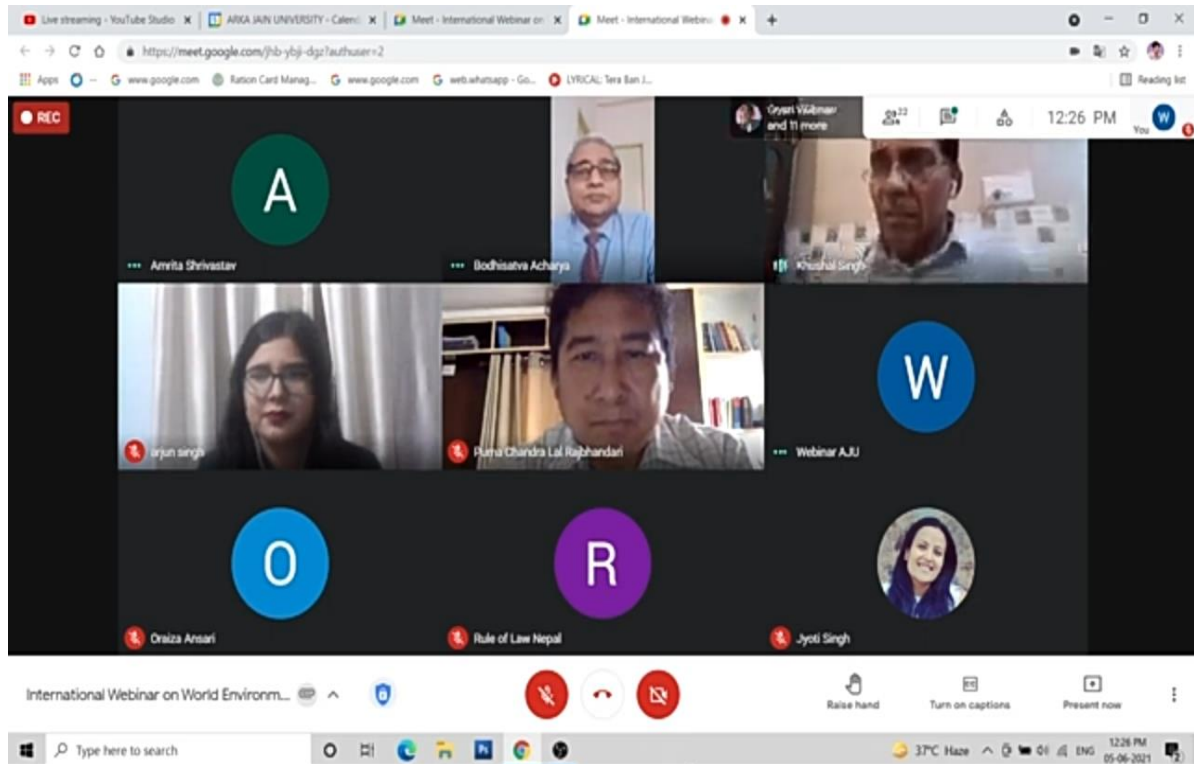 Live streaming - YouTube Studio
ARKA JAIN UNIVERSITY - Calend
Meet - International Webinar on
Meet - International Webina
https://meet.google.com/jhb-ybji-dgz?authuser=2
Apps
www.google.com
Ration Card Manag...
www.google.com
web.whatsapp - Go...
LYRICAL: Tera Ban J...
Reading list
REC
and 11 more
22
12:26 PM
You
W
A
Amrita Shrivastav
Bodhisatva Acharya
Khushal Singh
arjun singh
Purna Chandra Lal Rajbhandari
W
Webinar AJU
O
Oraiza Ansari
R
Rule of Law Nepal
Jyoti Singh
International Webinar on World Environm...
Raise hand
Turn on captions
Present now
Type here to search
Ps
37°C Haze
ENG
12:26 PM
05-06-2021
2